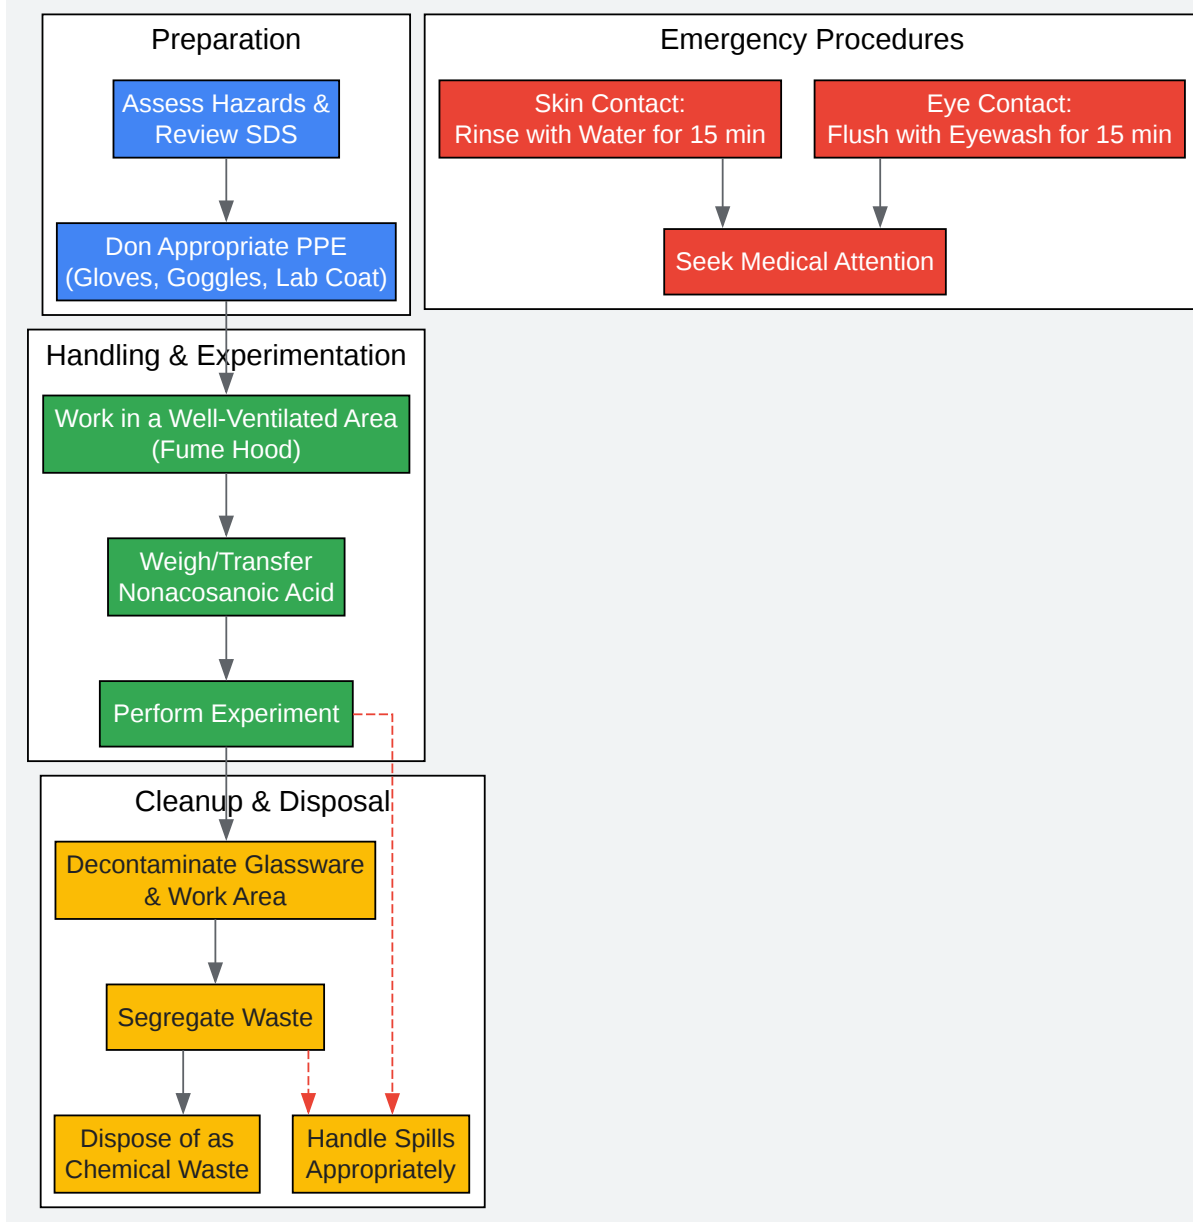 Preparation
Assess Hazards &
Review SDS
Don Appropriate PPE
(Gloves, Goggles, Lab Coat)
Emergency Procedures
Skin Contact:
Rinse with Water for 15 min
Eye Contact:
Flush with Eyewash for 15 min
Seek Medical Attention
Handling & Experimentation
Work in a Well-Ventilated Area
(Fume Hood)
Weigh/Transfer
Nonacosanoic Acid
Perform Experiment
Cleanup & Disposal
Decontaminate Glassware
& Work Area
Segregate Waste
Dispose of as
Chemical Waste
Handle Spills
Appropriately